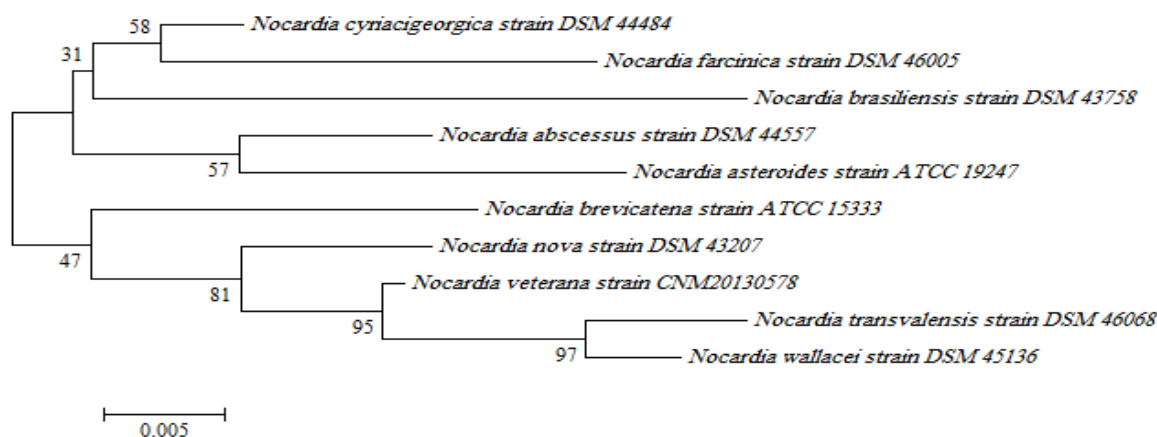 58
Nocardia cyriacigeorgica strain DSM 44484
31
Nocardia farcinica strain DSM 46005
Nocardia brasiliensis strain DSM 43758
Nocardia abscessus strain DSM 44557
57
Nocardia asteroides strain ATCC 19247
Nocardia brevicatena strain ATCC 15333
47
Nocardia nova strain DSM 43207
81
Nocardia veterana strain CNM20130578
95
Nocardia transvalensis strain DSM 46068
97
Nocardia wallacei strain DSM 45136
0.005